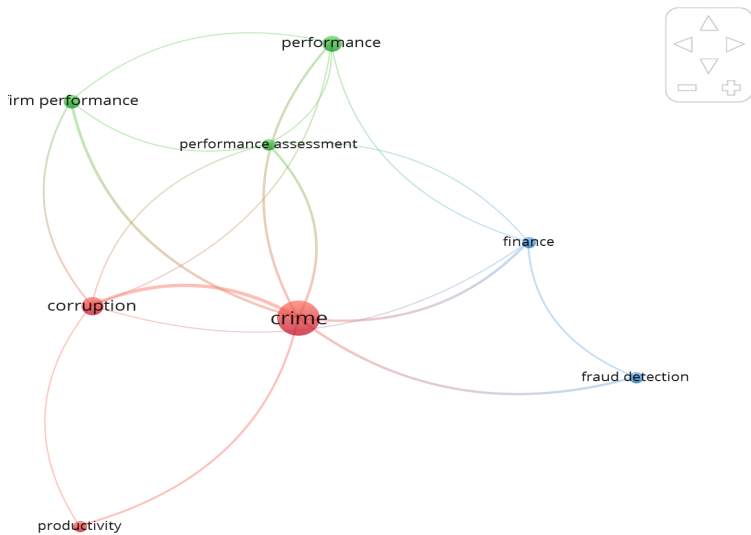 performance
firm performance
performance assessment
finance
corruption
crime
fraud detection
productivity